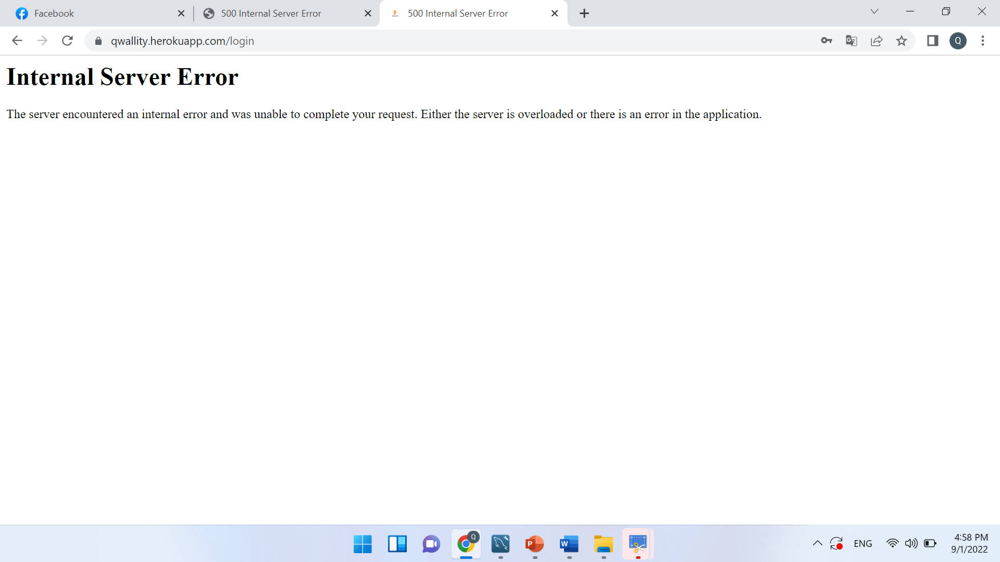 Facebook
500 Internal Server Error
500 Internal Server Error
qwallity.herokuapp.com/login
Q
Internal Server Error
The server encountered an internal error and was unable to complete your request. Either the server is overloaded or there is an error in the application.
Q
P
W
ENG
4:58 PM
9/1/2022